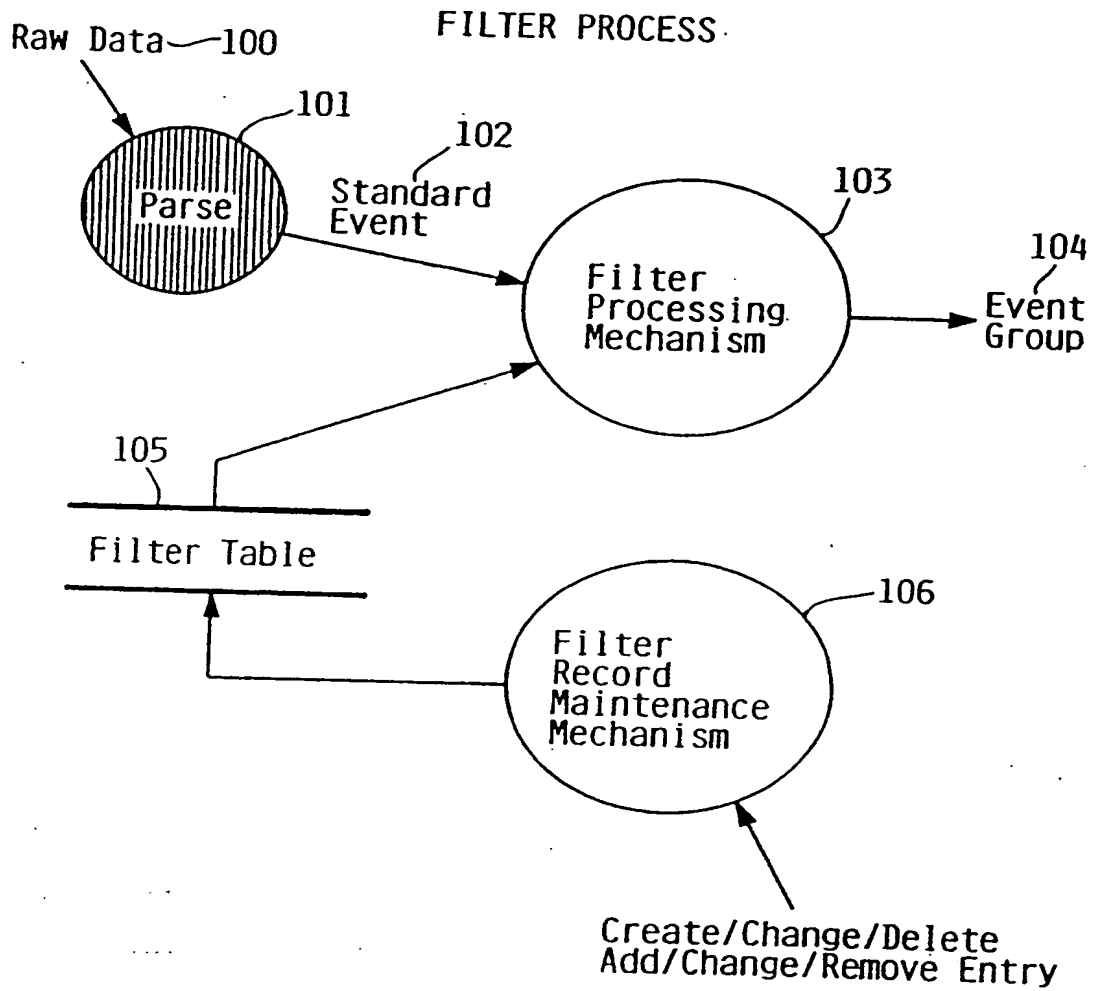 FILTER PROCESS
Raw Data 100
101
102
Standard
Event
Parse
103
Filter
Processing
Mechanism
104
Event
Group
105
Filter Table
106
Filter
Record
Maintenance
Mechanism
Create/Change/Delete
Add/Change/Remove Entry